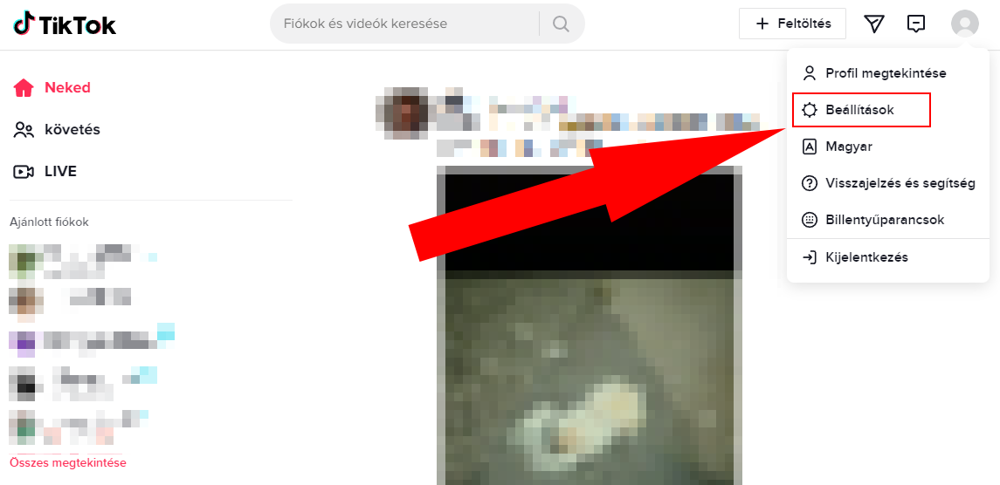 TikTok
Fiókok és videók keresése
Feltöltés
Neked
követés
LIVE
Ajánlott fiókok
Összes megtekintése
Profil megtekintése
Beállítások
A Magyar
Visszajelzés és segítség
Billentyűparancsok
Kijelentkezés